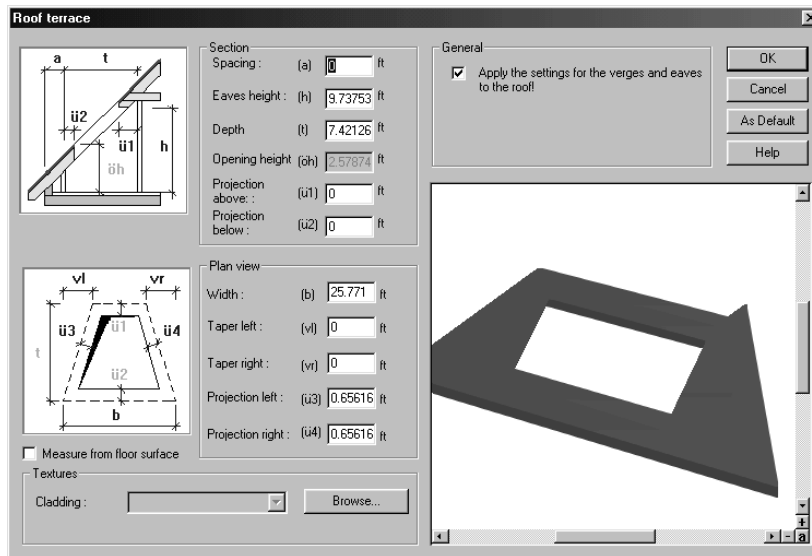 Roof terrace
a
t
ü2
ü1
h
öh
Section
Spacing : (a) 0 ft
Eaves height : (h) 9.73753 ft
Depth (t) 7.42126 ft
Opening height (öh) 2.57874 ft
Projection above: : (ü1) 0 ft
Projection below : (ü2) 0 ft
General
Apply the settings for the verges and eaves
to the roof!
OK
Cancel
As Default
Help
vl
vr
ü1
ü3
ü4
t
ü2
b
Measure from floor surface
Plan view
Width : (b) 25.771 ft
Taper left : (vl) 0 ft
Taper right : (vr) 0 ft
Projection left : (ü3) 0.65616 ft
Projection right : (ü4) 0.65616 ft
Textures
Cladding :
Browse...
+
- a